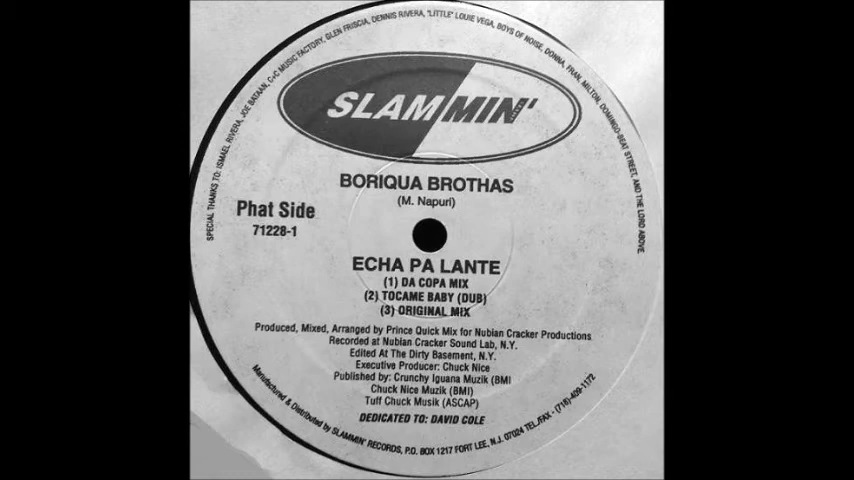 SPECIAL THANKS TO: ISMAEL RIVERA, JOE BATAAN, C+C MUSIC FACTORY, GLEN FRISCIA, DENNIS RIVERA, "LITTLE" LOUIE VEGA, BOYS OF NOISE, DONNA, FRAN, MILTON, DOMINGO-BEAT STREET, AND THE LORD ABOVE.
SLAMMIN'
BORIQUA BROTHAS
(M. Napuri)
Phat Side
71228-1
ECHA PA LANTE
(1) DA COPA MIX
(2) TOCAME BABY (DUB)
(3) ORIGINAL MIX
Produced, Mixed, Arranged by Prince Quick Mix for Nubian Cracker Productions
Recorded at Nubian Cracker Sound Lab, N.Y.
Edited At The Dirty Basement, N.Y.
Executive Producer: Chuck Nice
Published by: Crunchy Iguana Muzik (BMI
Chuck Nice Muzik (BMI)
Tuff Chuck Musik (ASCAP)
DEDICATED TO: DAVID COLE
Manufactured & Distributed by SLAMMIN' RECORDS, P.O. BOX 1217 FORT LEE, N.J. 07024 TEL./FAX - (718)-409-1172